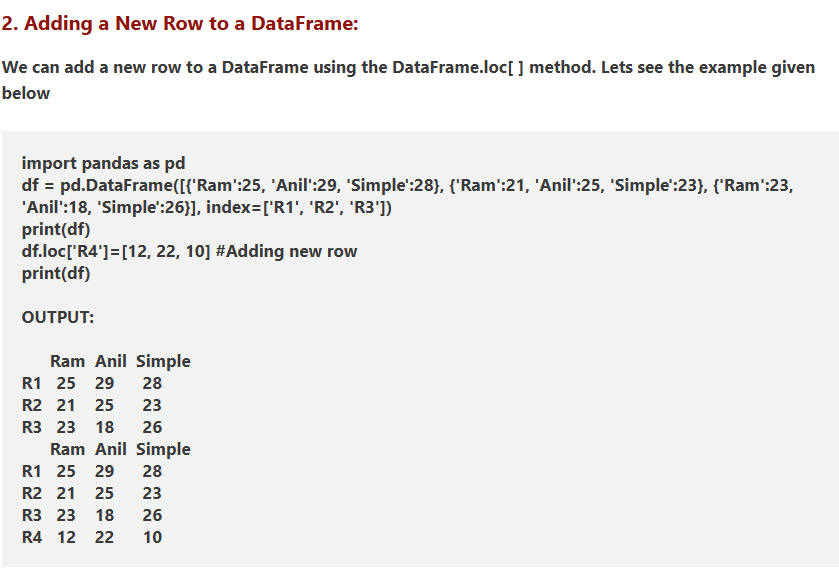 2. Adding a New Row to a DataFrame:
We can add a new row to a DataFrame using the DataFrame.loc[ ] method. Lets see the example given
below
import pandas as pd
df = pd.DataFrame([{'Ram':25, 'Anil':29, 'Simple':28}, {'Ram':21, 'Anil':25, 'Simple':23}, {'Ram':23,
'Anil':18, 'Simple':26}], index=['R1', 'R2', 'R3'])
print(df)
df.loc['R4']=[12, 22, 10] #Adding new row
print(df)
OUTPUT:
Ram Anil Simple
R1 25 29 28
R2 21 25 23
R3 23 18 26
Ram Anil Simple
R1 25 29 28
R2 21 25 23
R3 23 18 26
R4 12 22 10